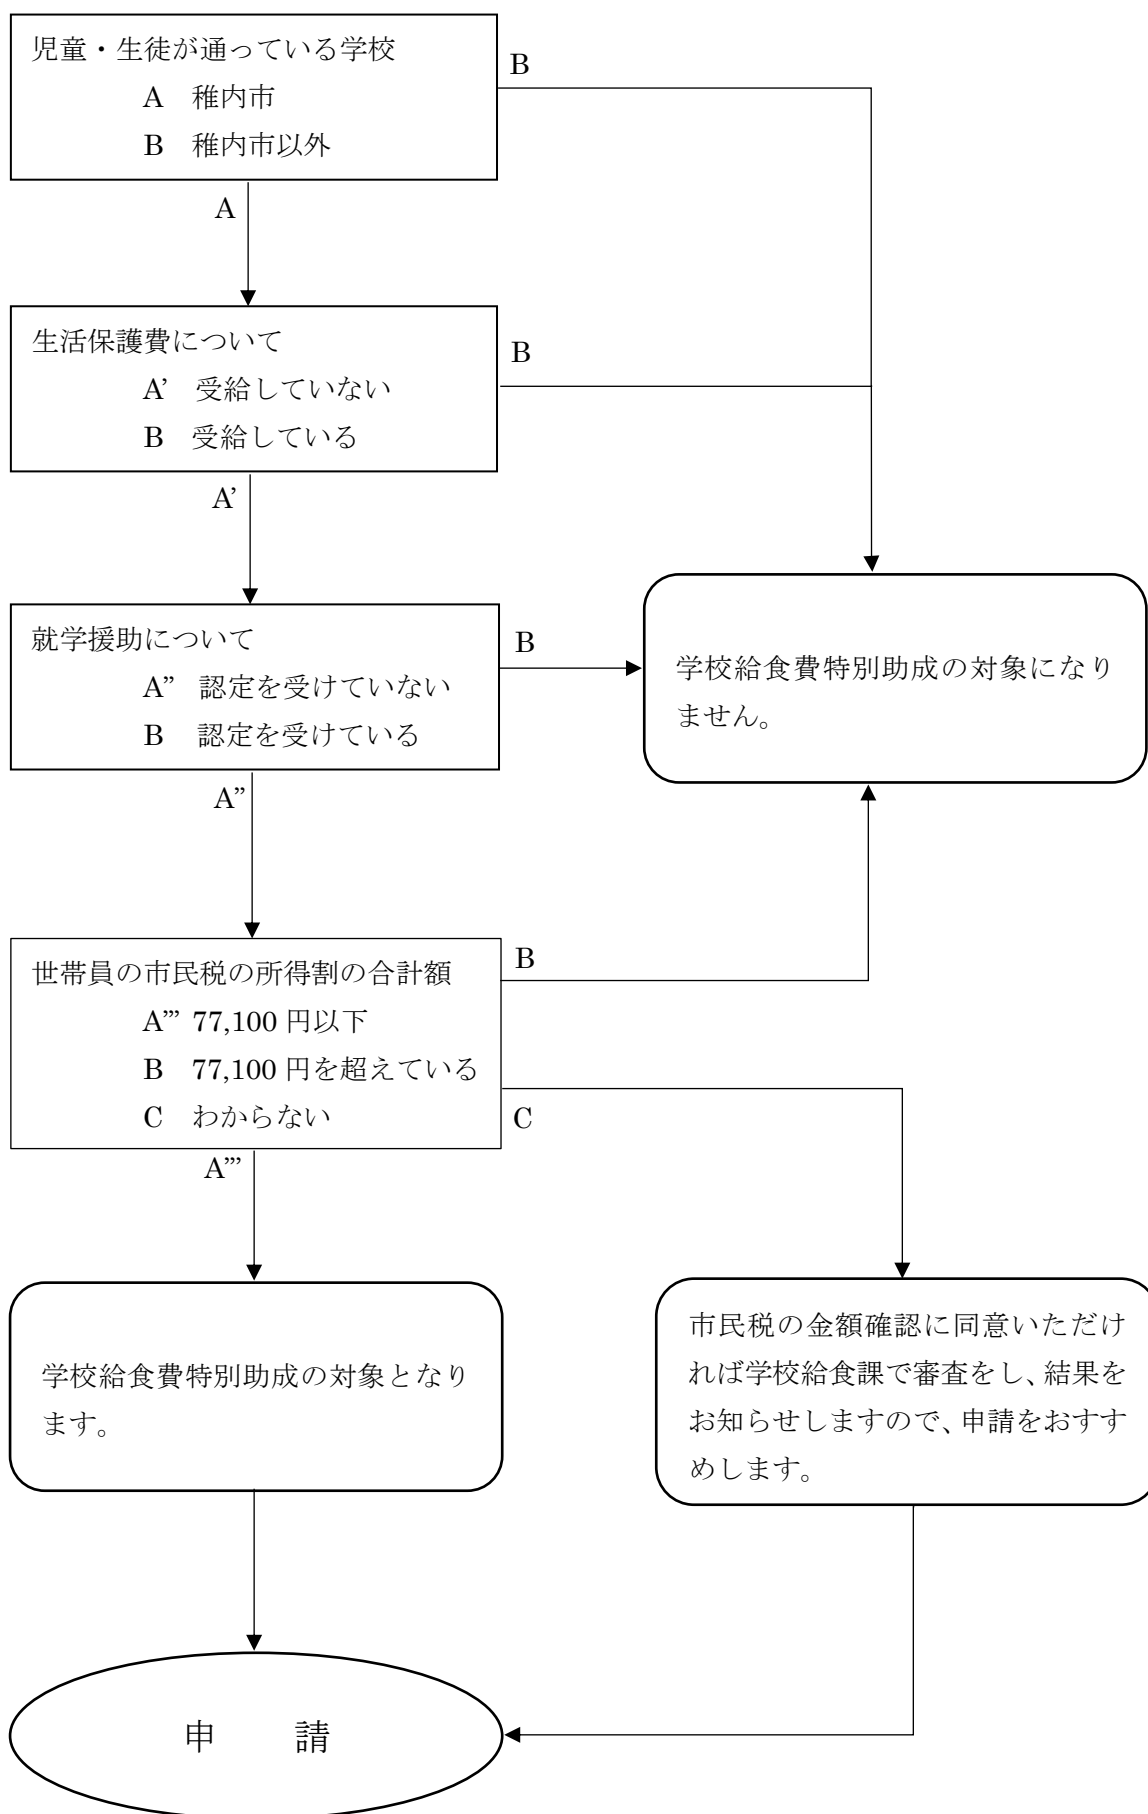 児童・生徒が通っている学校
B
A 稚内市
B 稚内市以外
A
生活保護費について
B
A’ 受給していない
B 受給している
A’
就学援助について
B
A” 認定を受けていない
B 認定を受けている
A”
学校給食費特別助成の対象になり
ません。
世帯員の市民税の所得割の合計額
B
A”’ 77,100 円以下
B 77,100 円を超えている
C わからない
C
A”’
学校給食費特別助成の対象となり
ます。
市民税の金額確認に同意いただけ
れば学校給食課で審査をし、結果を
お知らせしますので、申請をおすす
めします。
申 請